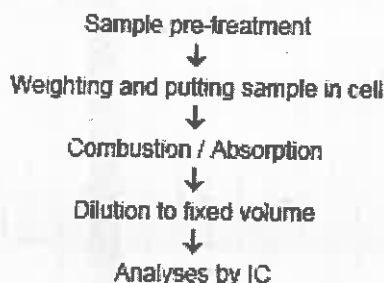 Sample pre-treatment
Weighting and putting sample in cell
Combustion / Absorption
Dilution to fixed volume
Analyses by IC